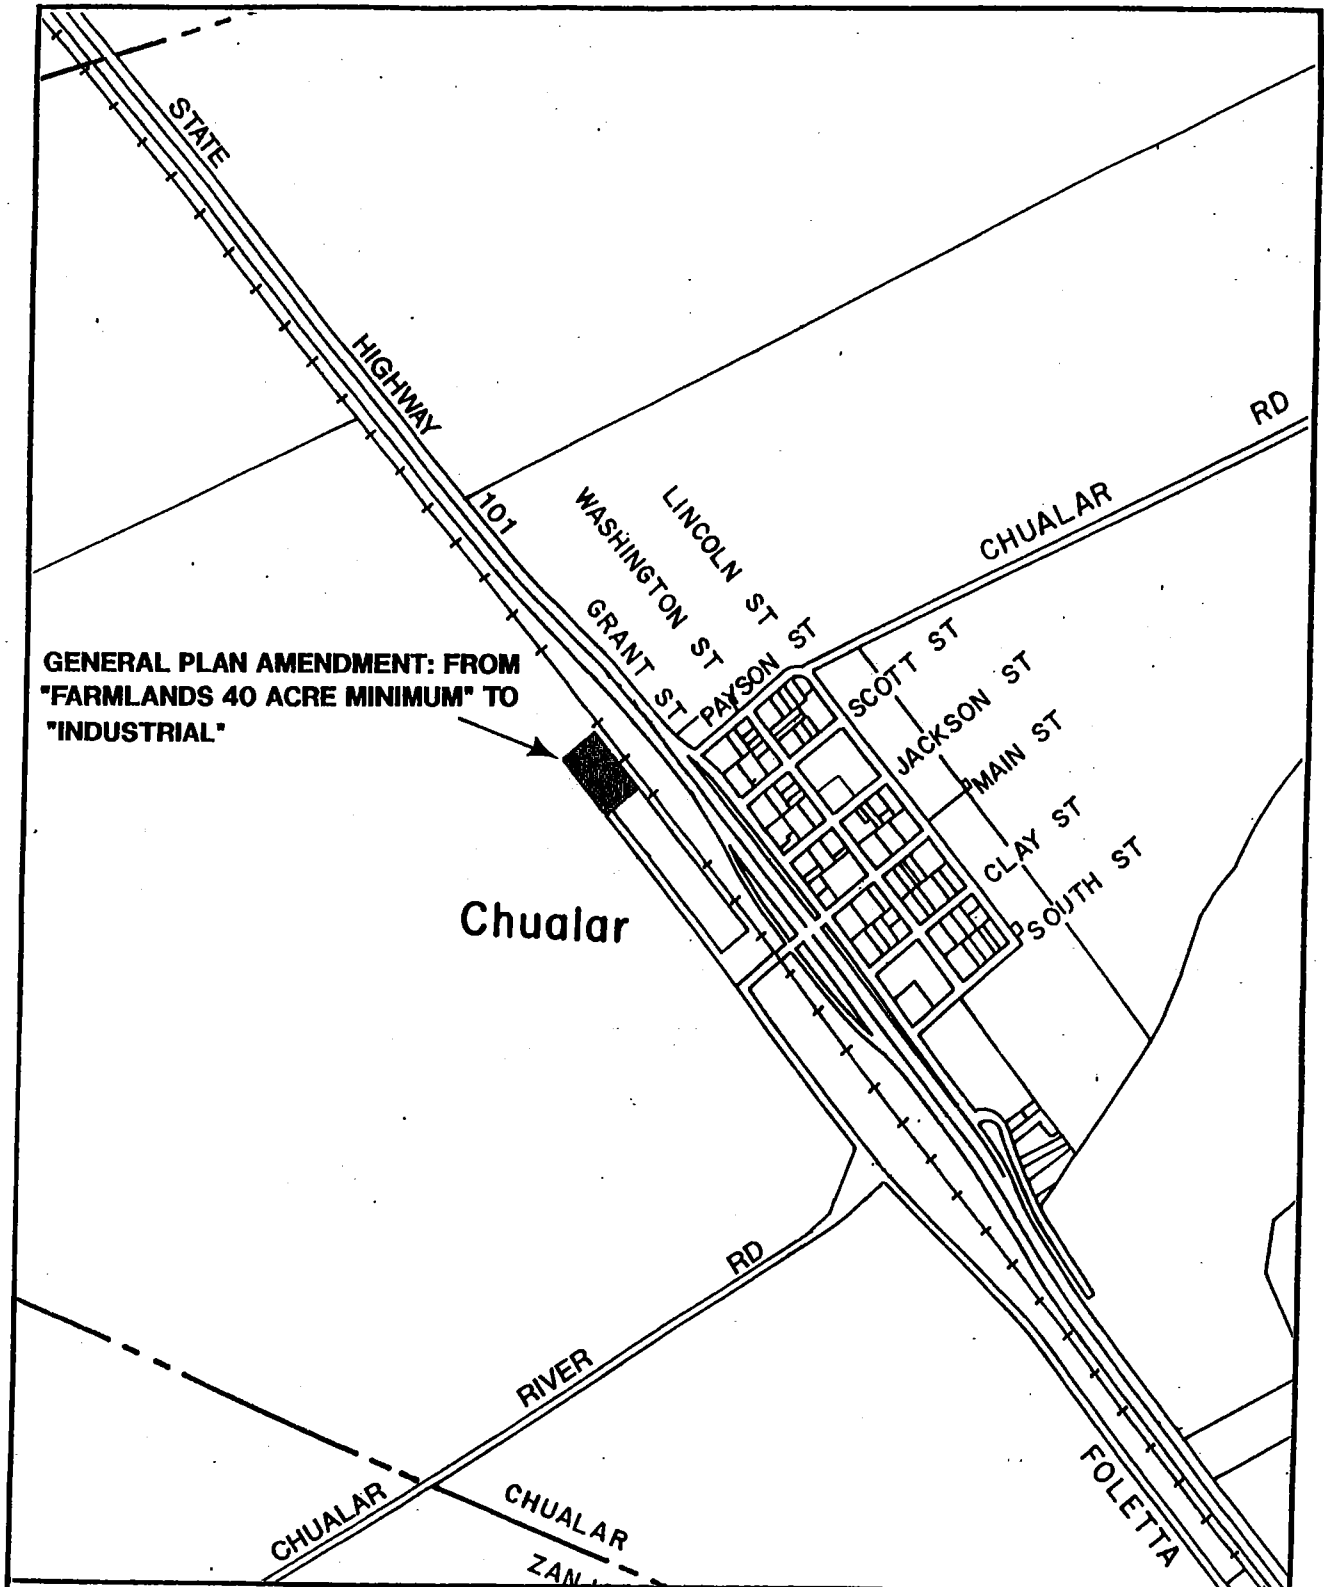 STATE
HIGHWAY
101
RD
CHUALAR
LINCOLN ST
WASHINGTON ST
GRANT ST
PAYSON ST
SCOTT ST
JACKSON ST
MAIN ST
CLAY ST
SOUTH ST
GENERAL PLAN AMENDMENT: FROM
"FARMLANDS 40 ACRE MINIMUM" TO
"INDUSTRIAL"
Chualar
RD
RIVER
CHUALAR
CHUALAR
FOLETTA